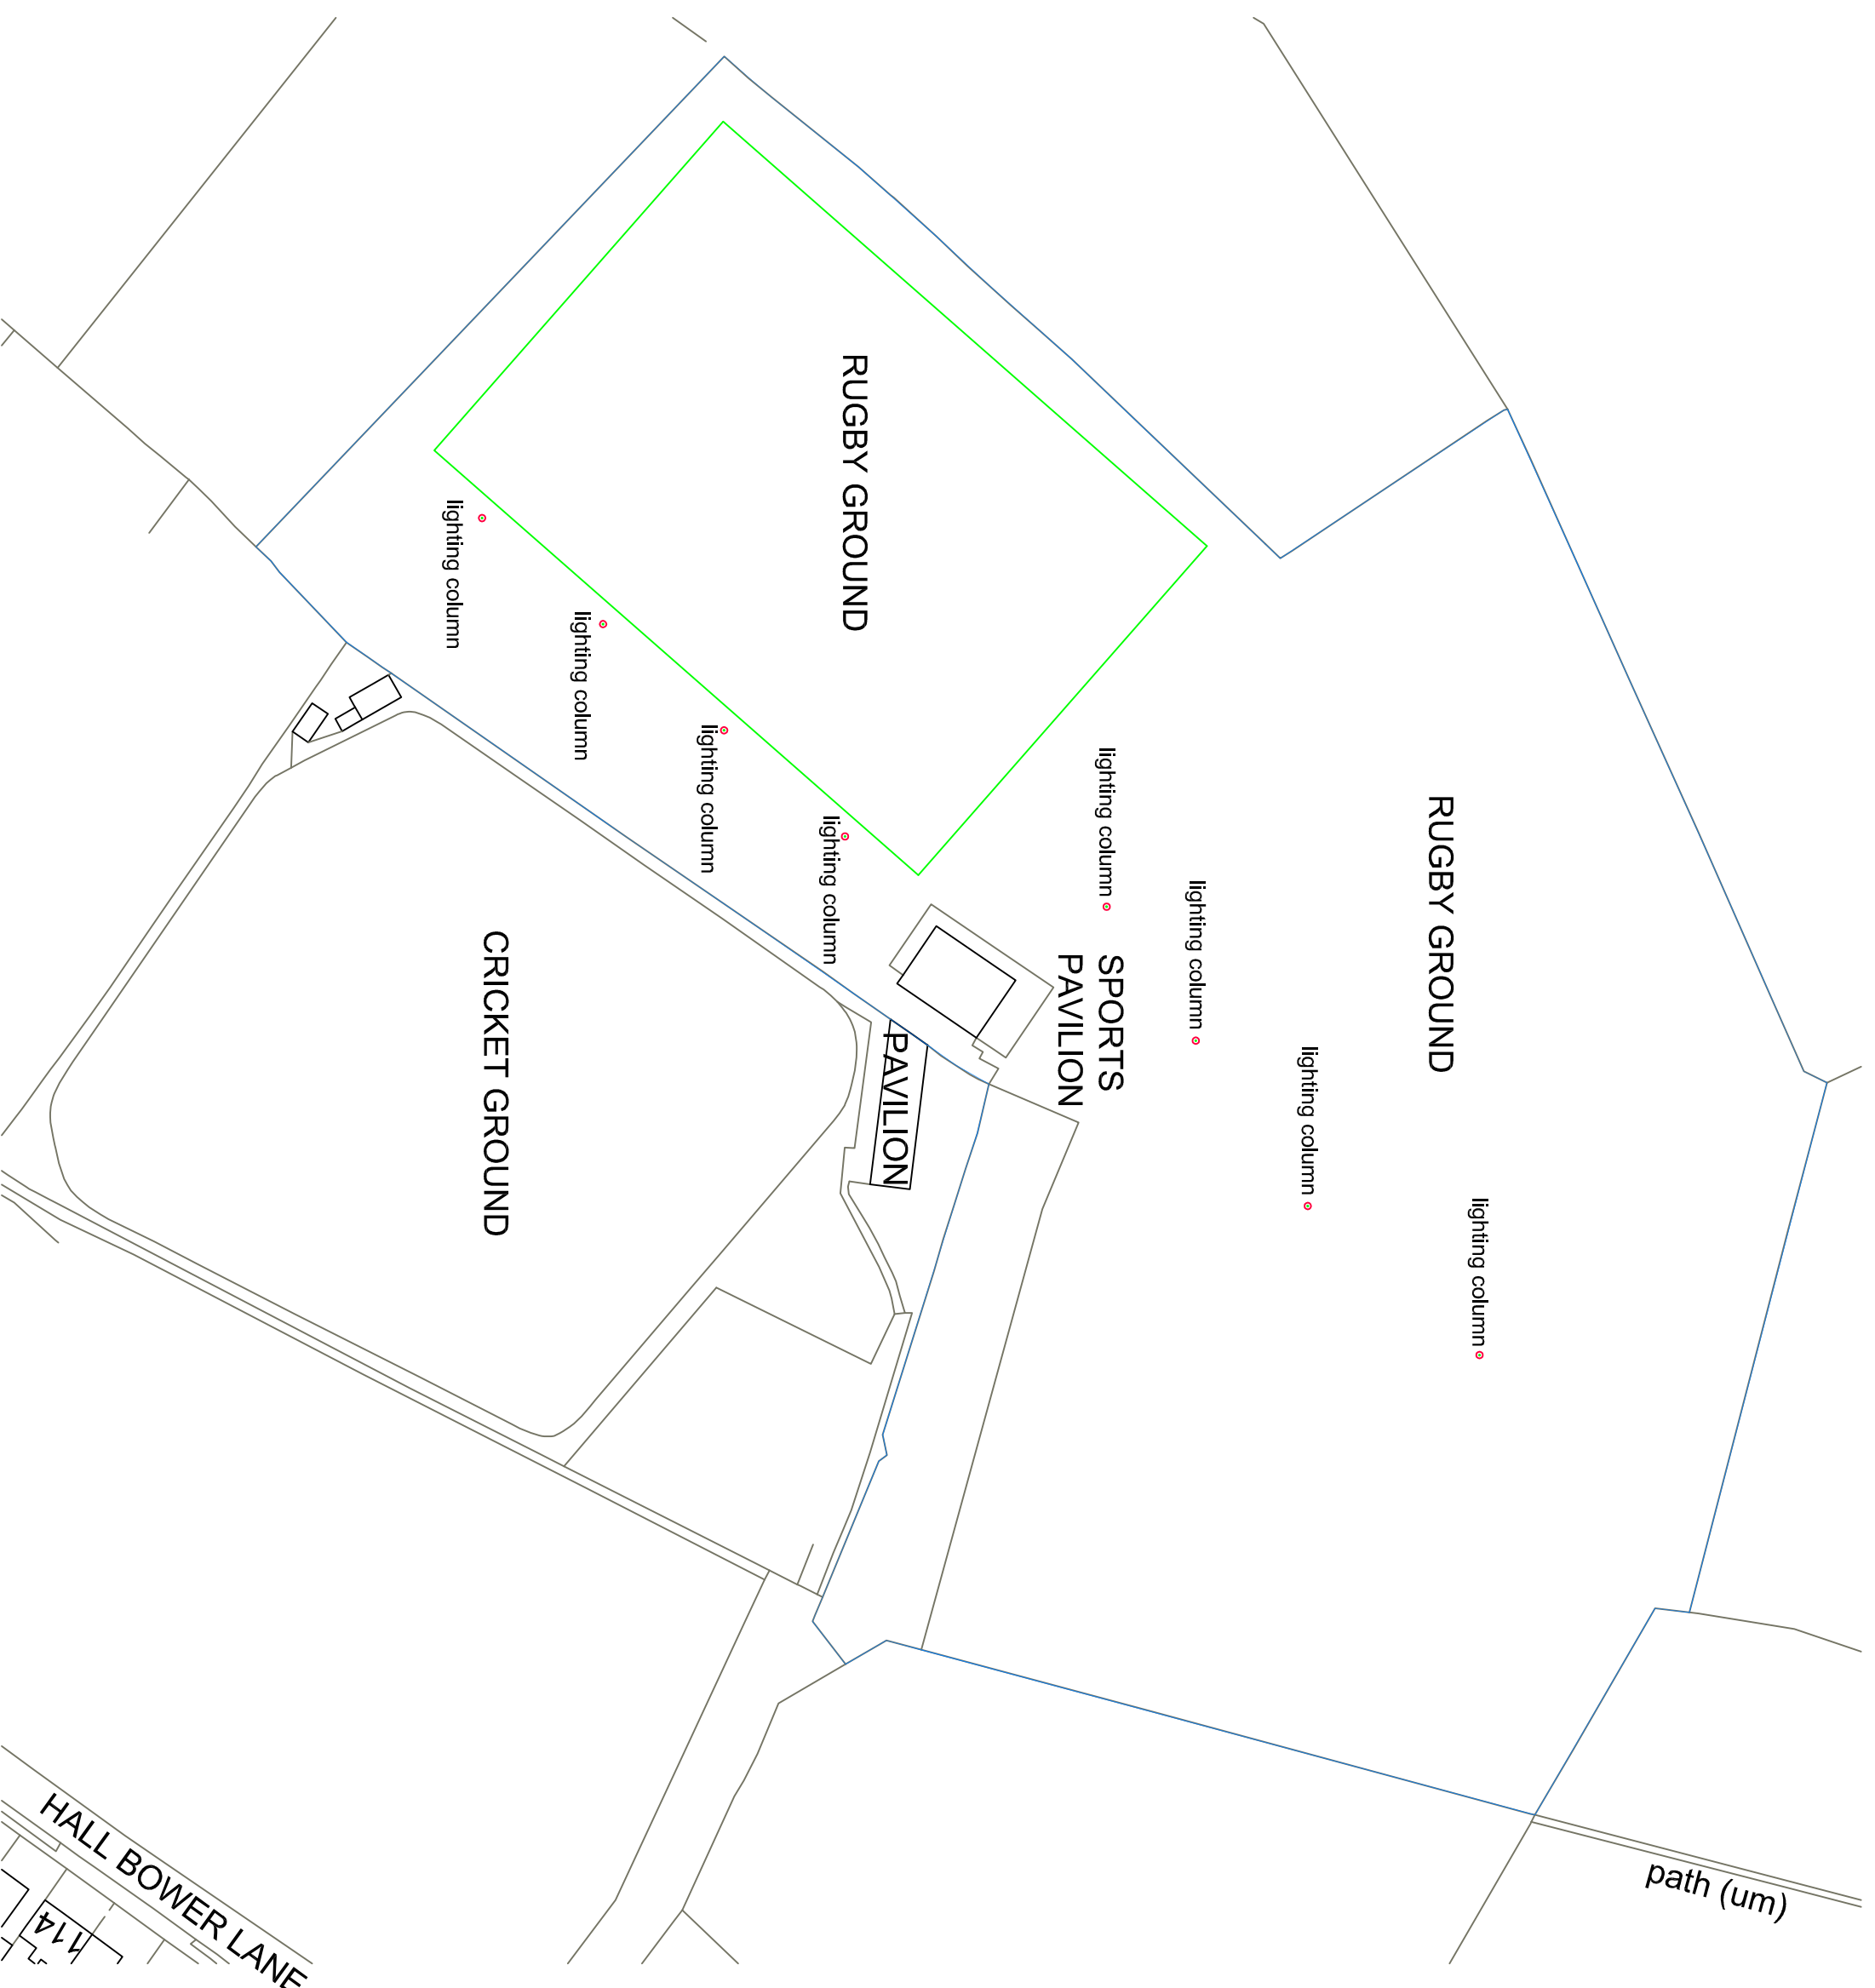 RUGBY GROUND
lighting column
lighting column
lighting column
lighting column
lighting column
lighting column
lighting column
lighting column
RUGBY GROUND
SPORTS
PAVILION
PAVILION
CRICKET GROUND
HALL BOWER LANE
114
path (um)